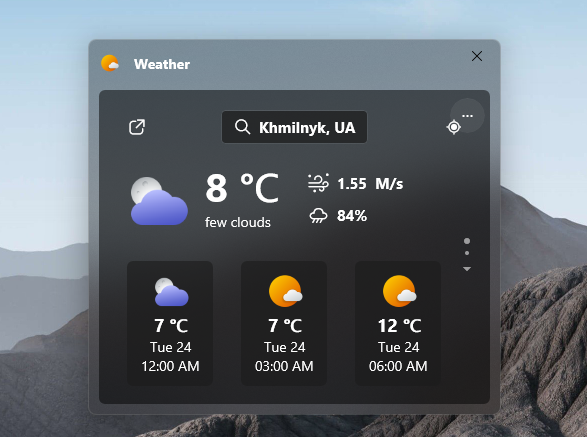 Weather
Khmilnyk, UA
8 °C
few clouds
1.55 M/s
84%
7 °C
Tue 24
12:00 AM
7 °C
Tue 24
03:00 AM
12 °C
Tue 24
06:00 AM